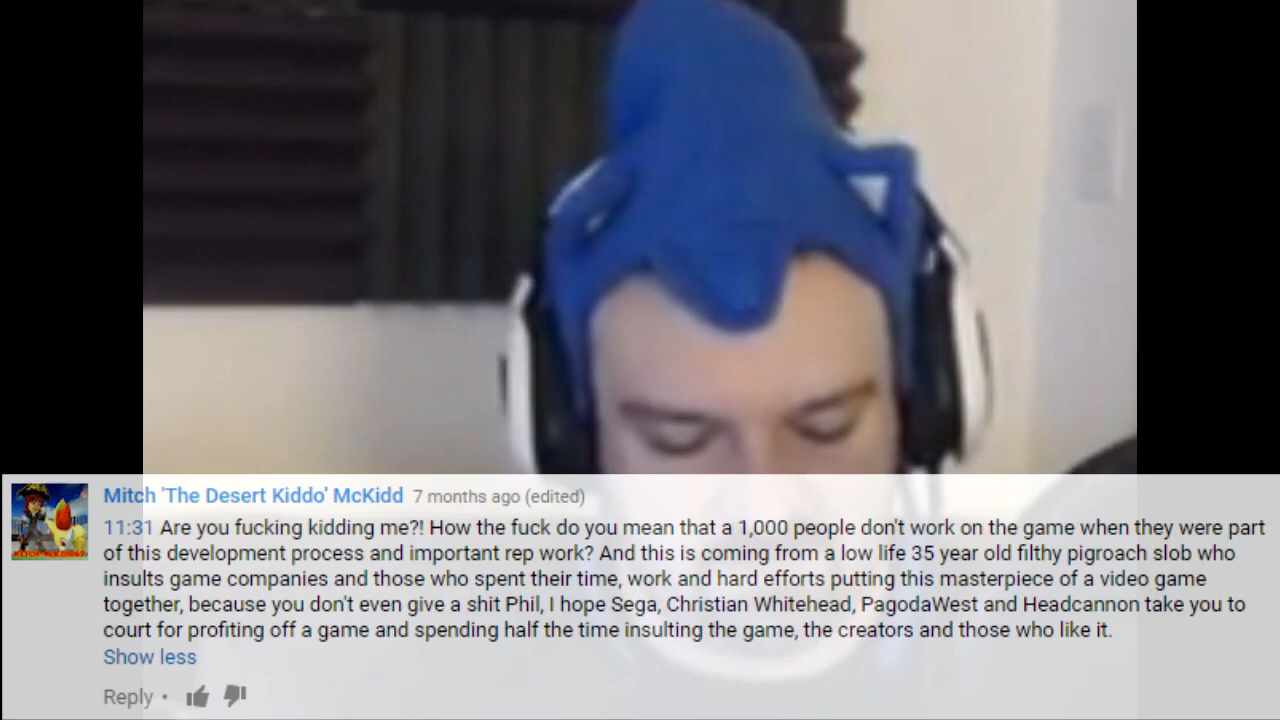 Mitch 'The Desert Kiddo' McKidd 7 months ago (edited)
11:31 Are you fucking kidding me?! How the fuck do you mean that a 1,000 people don't work on the game when they were part
of this development process and important rep work? And this is coming from a low life 35 year old filthy pigroach slob who
insults game companies and those who spent their time, work and hard efforts putting this masterpiece of a video game
together, because you don't even give a shit Phil, I hope Sega, Christian Whitehead, PagodaWest and Headcannon take you to
court for profiting off a game and spending half the time insulting the game, the creators and those who like it.
Show less
Reply •